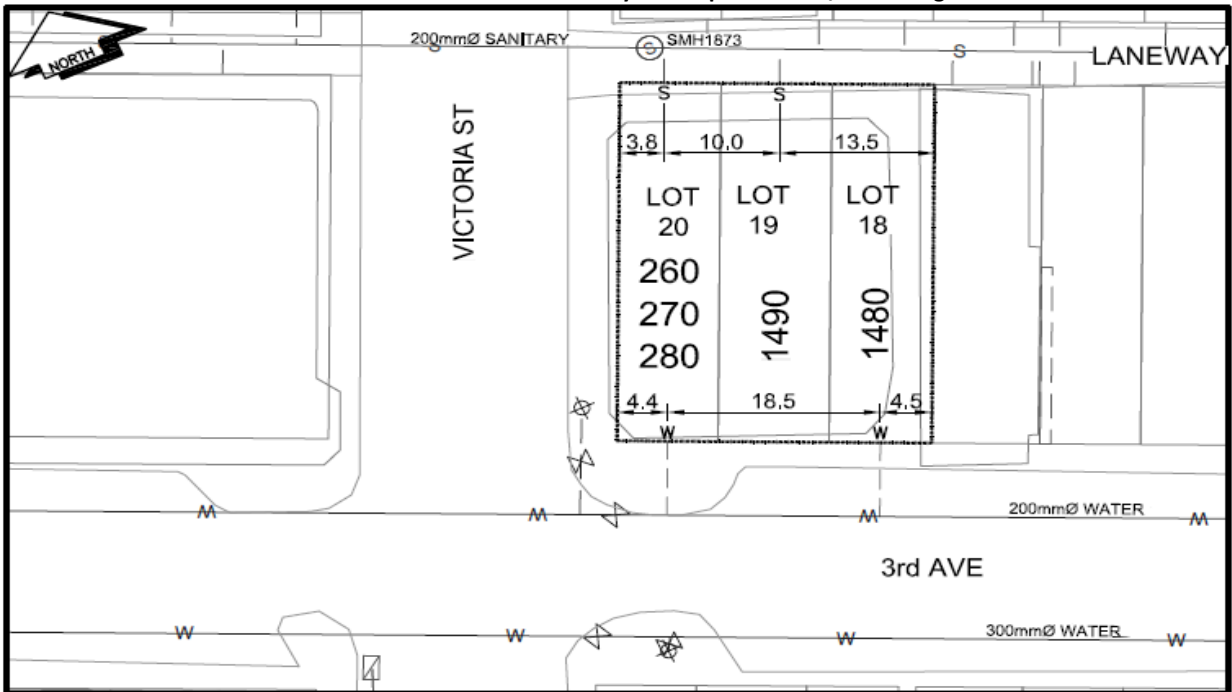 NORTH
200mmØ SANITARY
S
S
SMH1873
S
LANEWAY
VICTORIA ST
S
S
3.8
10.0
13.5
LOT
20
LOT
19
LOT
18
260
270
280
1490
1480
4.4
18.5
4.5
W
W
W
W
W
W
200mmØ WATER
3rd AVE
W
W
W
W
300mmØ WATER